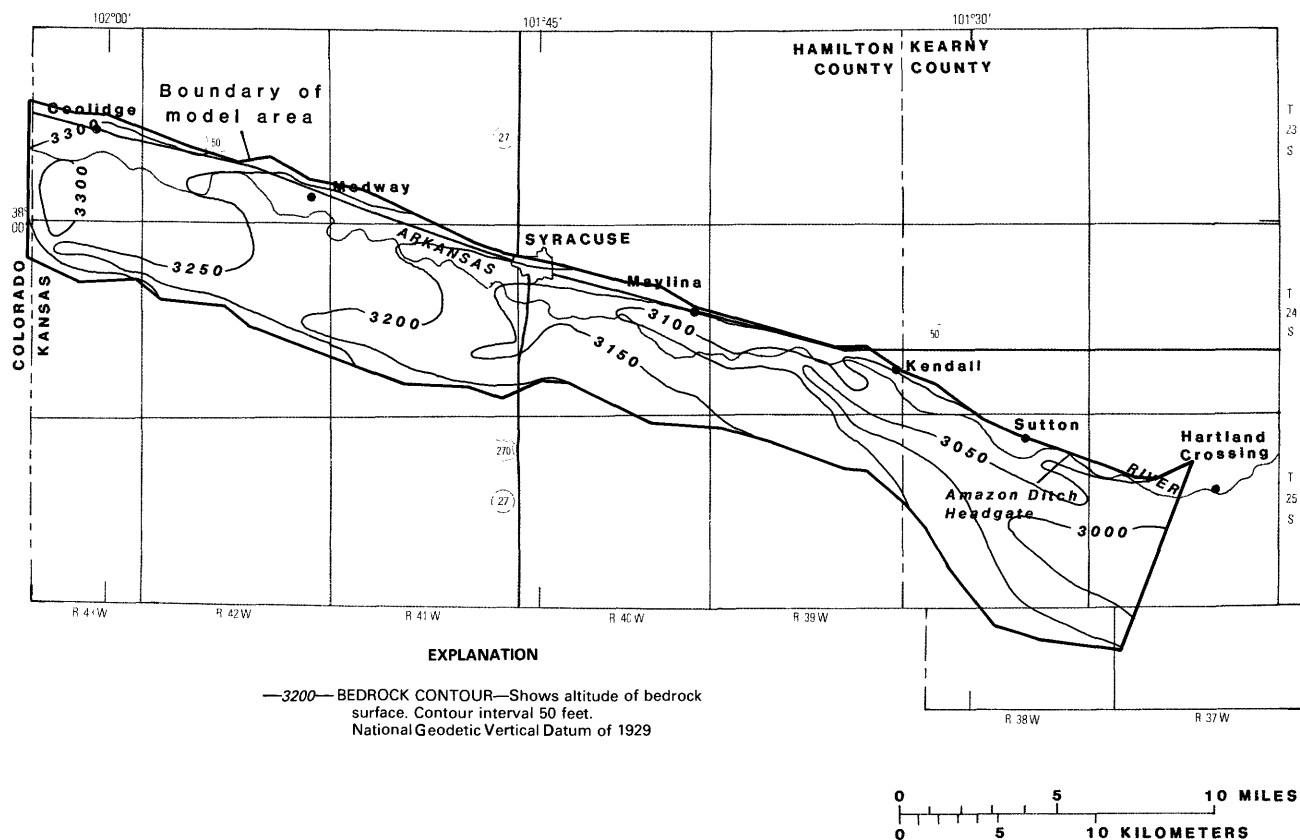 102°00'
101°45'
101°30'
HAMILTON KEARNY
COUNTY COUNTY
Boundary of
model area
Coolidge
3300
50
27
T
23
S
3300
Medway
38°
00'
ARKANSAS
SYRACUSE
3250
COLORADO
KANSAS
Maylina
T
24
S
3200
3100
50
3150
Kendall
Sutton
Hartland
Crossing
3050
RIVER
270
27
Amazon Ditch
Headgate
T
25
S
3000
R 43 W
R 42 W
R 41 W
R 40 W
R 39 W
EXPLANATION
—3200— BEDROCK CONTOUR—Shows altitude of bedrock
surface. Contour interval 50 feet.
National Geodetic Vertical Datum of 1929
R 38 W
R 37 W
0 5 10 MILES
0 5 10 KILOMETERS